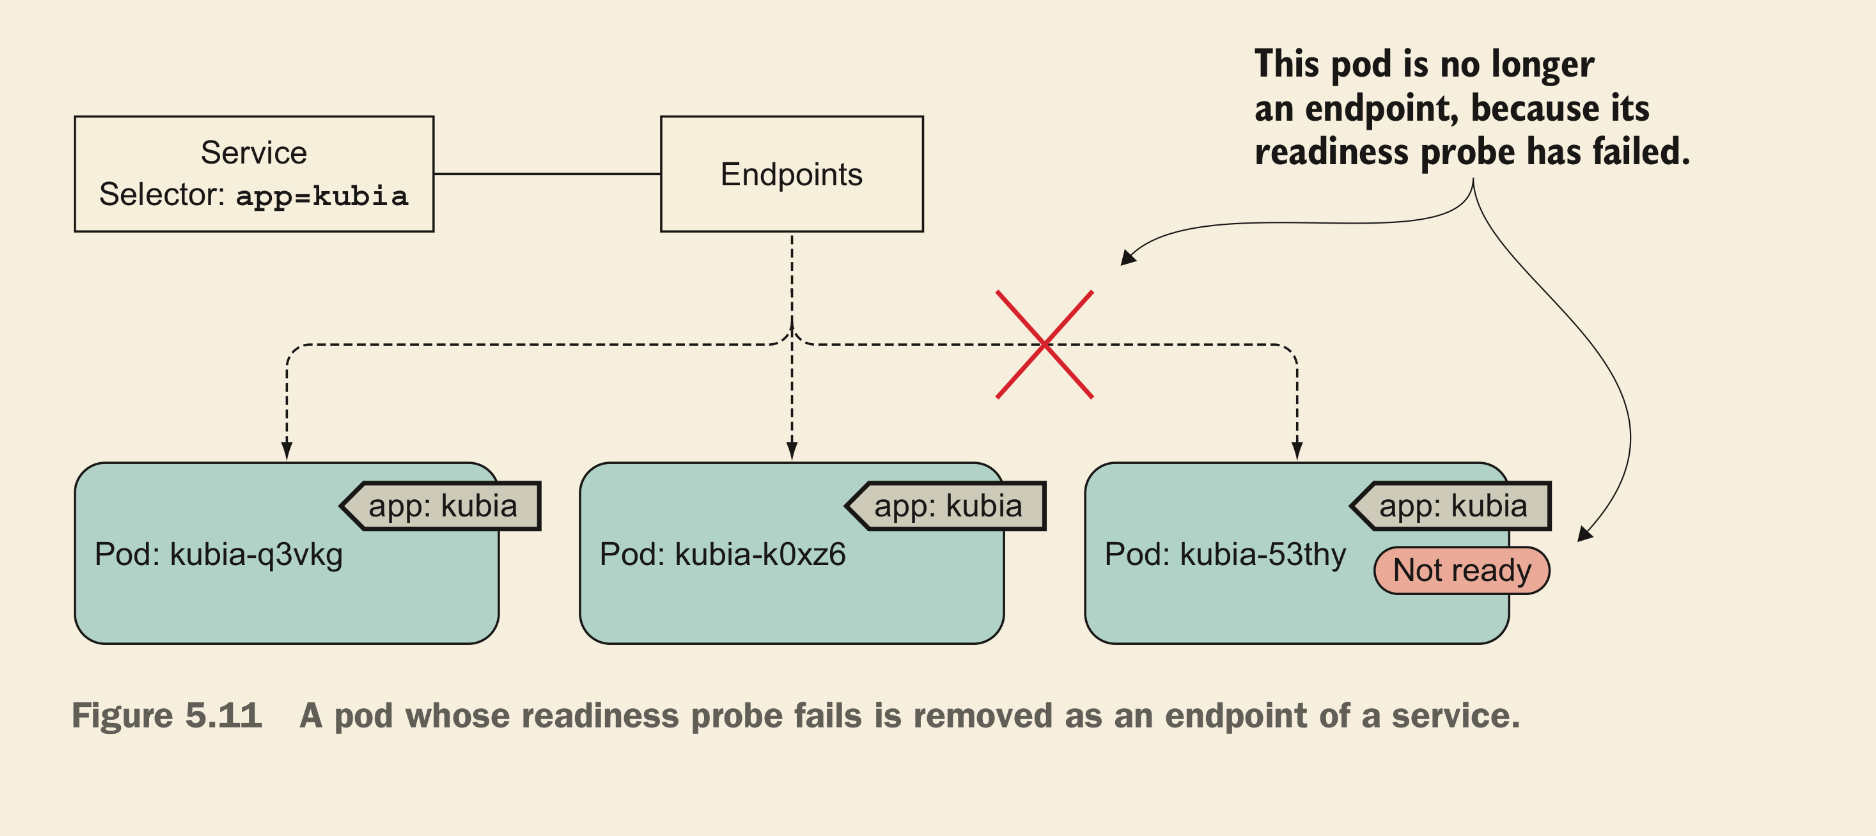 This pod is no longer
an endpoint, because its
readiness probe has failed.
Service
Selector: app=kubia
Endpoints
app: kubia
Pod: kubia-q3vkg
app: kubia
Pod: kubia-k0xz6
app: kubia
Pod: kubia-53thy
Not ready
Figure 5.11 A pod whose readiness probe fails is removed as an endpoint of a service.